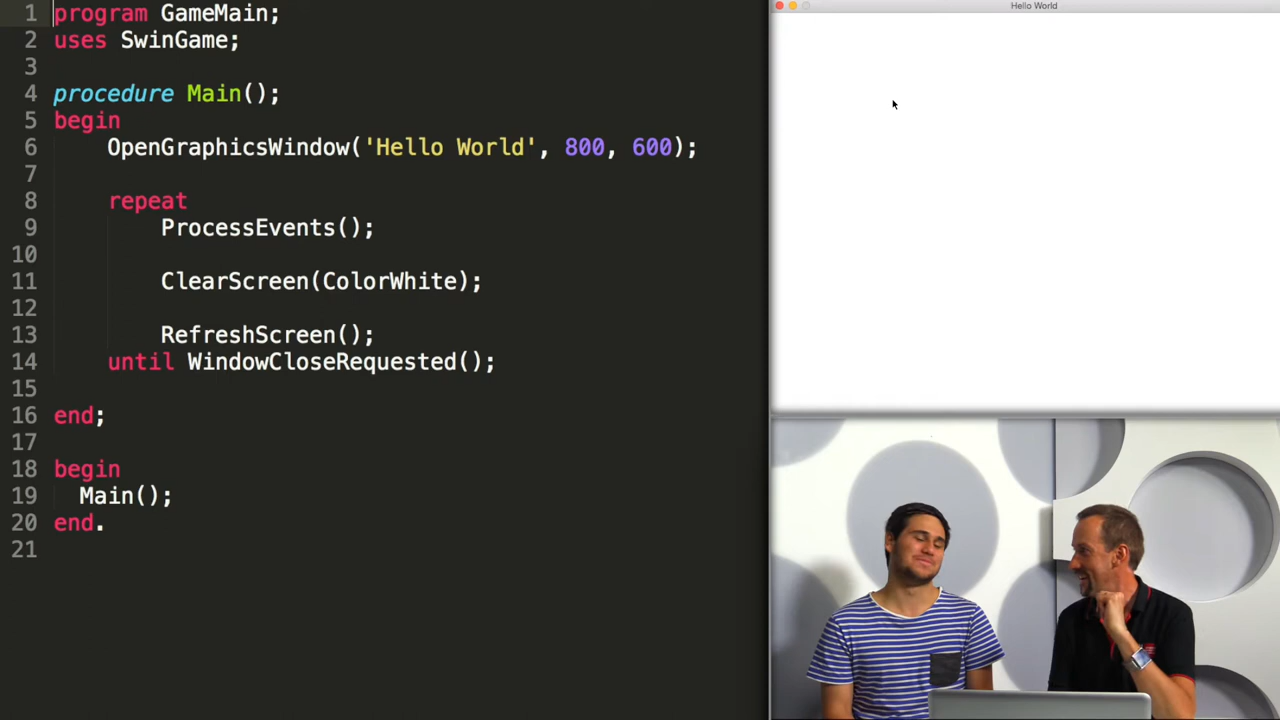 1 program GameMain;
2 uses SwinGame;
3
4 procedure Main();
5 begin
6 OpenGraphicsWindow('Hello World', 800, 600);
7
8 repeat
9 ProcessEvents();
10
11 ClearScreen(ColorWhite);
12
13 RefreshScreen();
14 until WindowCloseRequested();
15
16 end;
17
18 begin
19 Main();
20 end.
21
Hello World